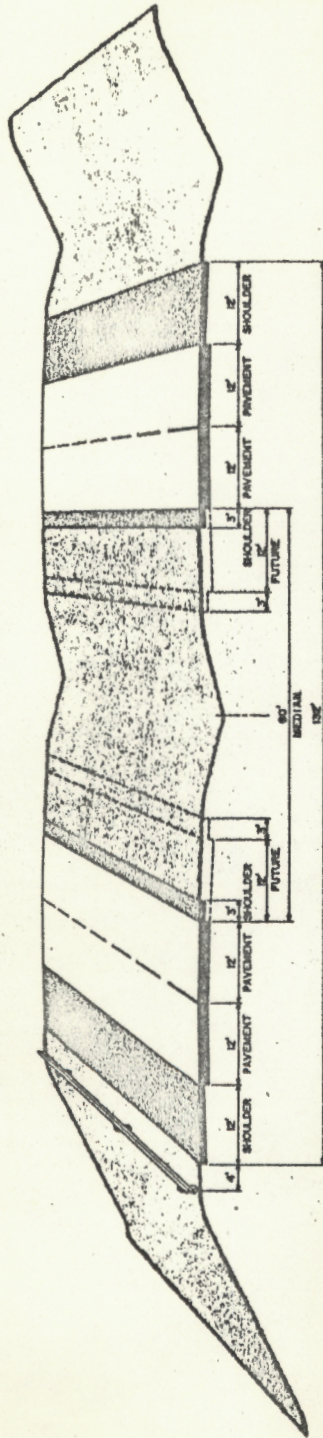 4' 12' 12' 12' 3' 3' 12' 12' 12'
SHOULDER PAVEMENT PAVEMENT SHOULDER SHOULDER PAVEMENT PAVEMENT SHOULDER
12' 3' 3' 12'
FUTURE FUTURE
60'
MEDIAN
132'